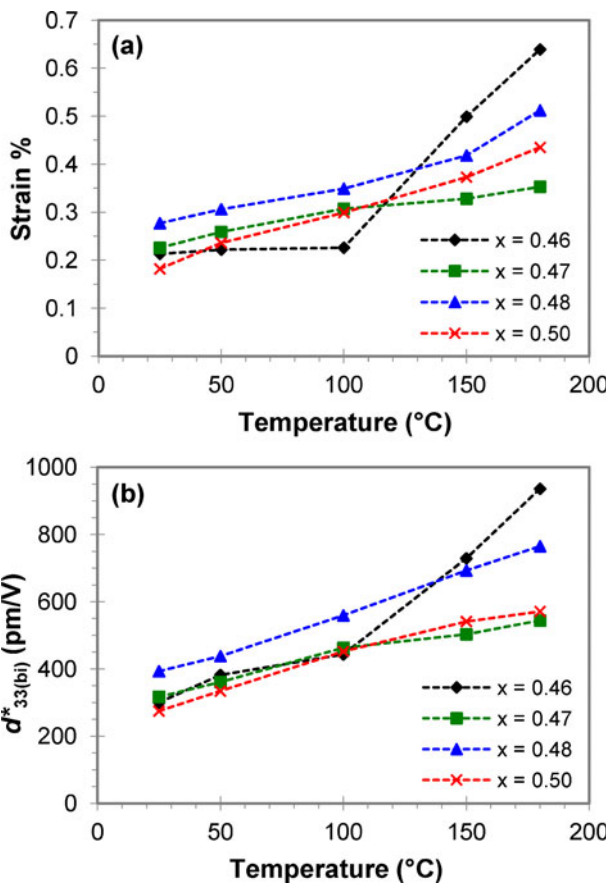 (a)
Strain %
0.7
0.6
0.5
0.4
0.3
0.2
0.1
0
x = 0.46
x = 0.47
x = 0.48
x = 0.50
0 50 100 150 200
Temperature (°C)
(b)
d*33(bi) (pm/V)
1000
800
600
400
200
0
x = 0.46
x = 0.47
x = 0.48
x = 0.50
0 50 100 150 200
Temperature (°C)